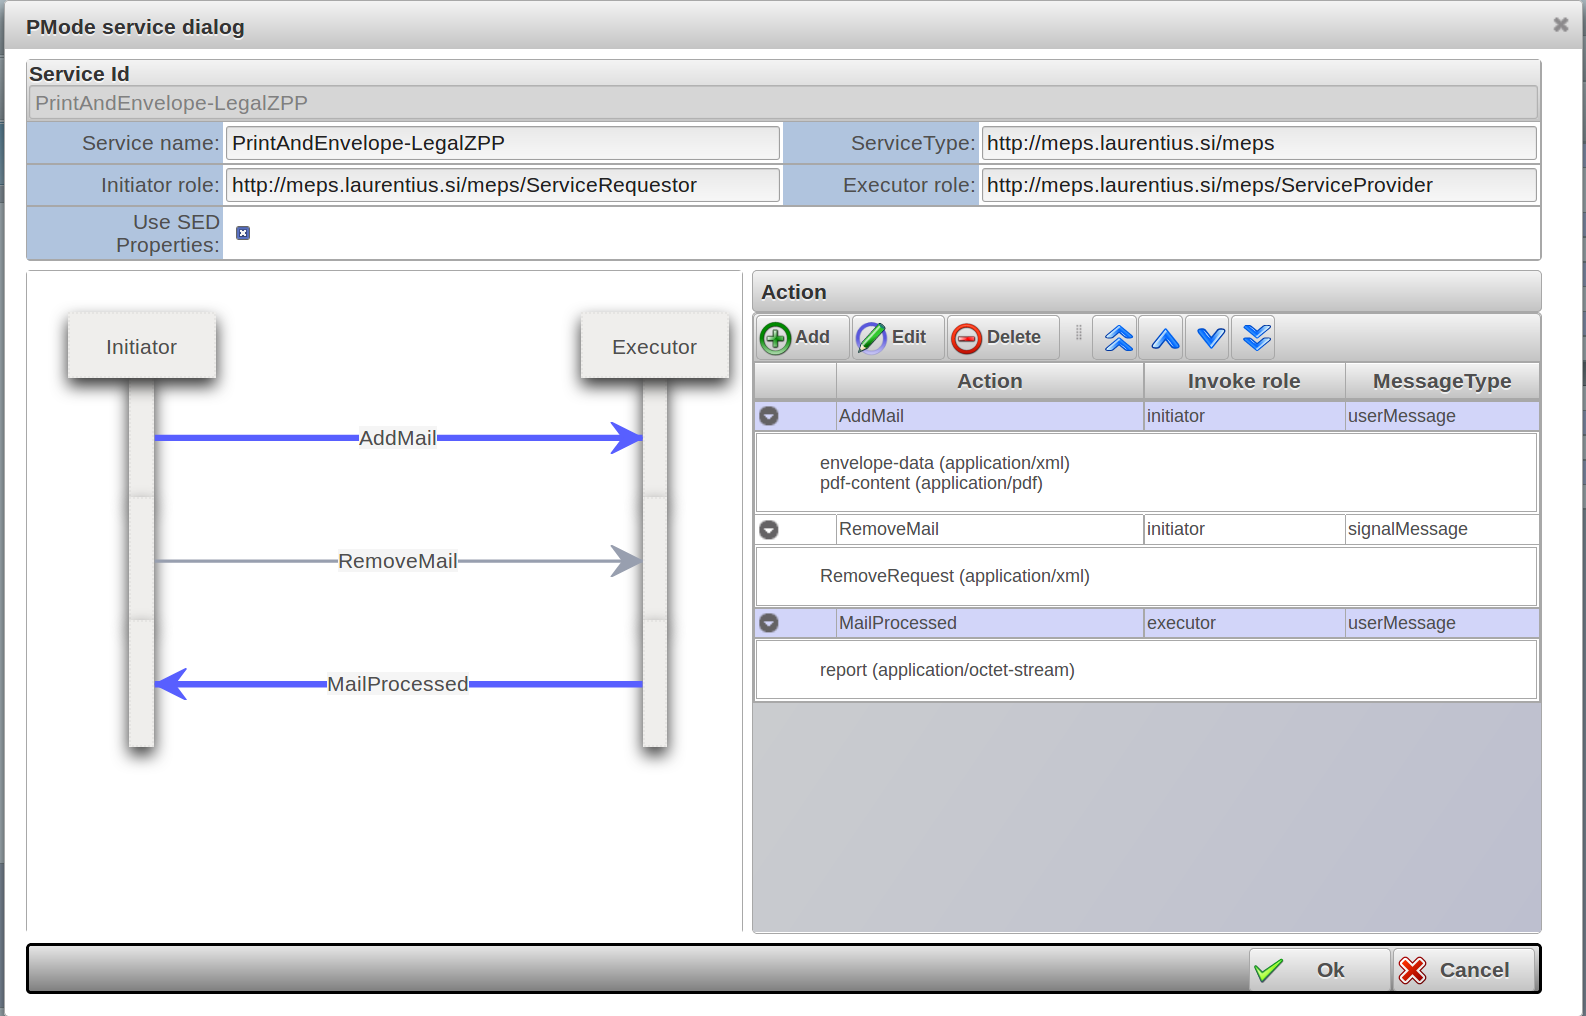 PMode service dialog
Service Id
PrintAndEnvelope-LegalZPP
Service name: PrintAndEnvelope-LegalZPP ServiceType: http://meps.laurentius.si/meps
Initiator role: http://meps.laurentius.si/meps/ServiceRequestor Executor role: http://meps.laurentius.si/meps/ServiceProvider
Use SED
Properties:
Initiator Executor
AddMail
RemoveMail
MailProcessed
Action
Add Edit Delete
Action Invoke role MessageType
AddMail initiator userMessage
envelope-data (application/xml)
pdf-content (application/pdf)
RemoveMail initiator signalMessage
RemoveRequest (application/xml)
MailProcessed executor userMessage
report (application/octet-stream)
Ok Cancel